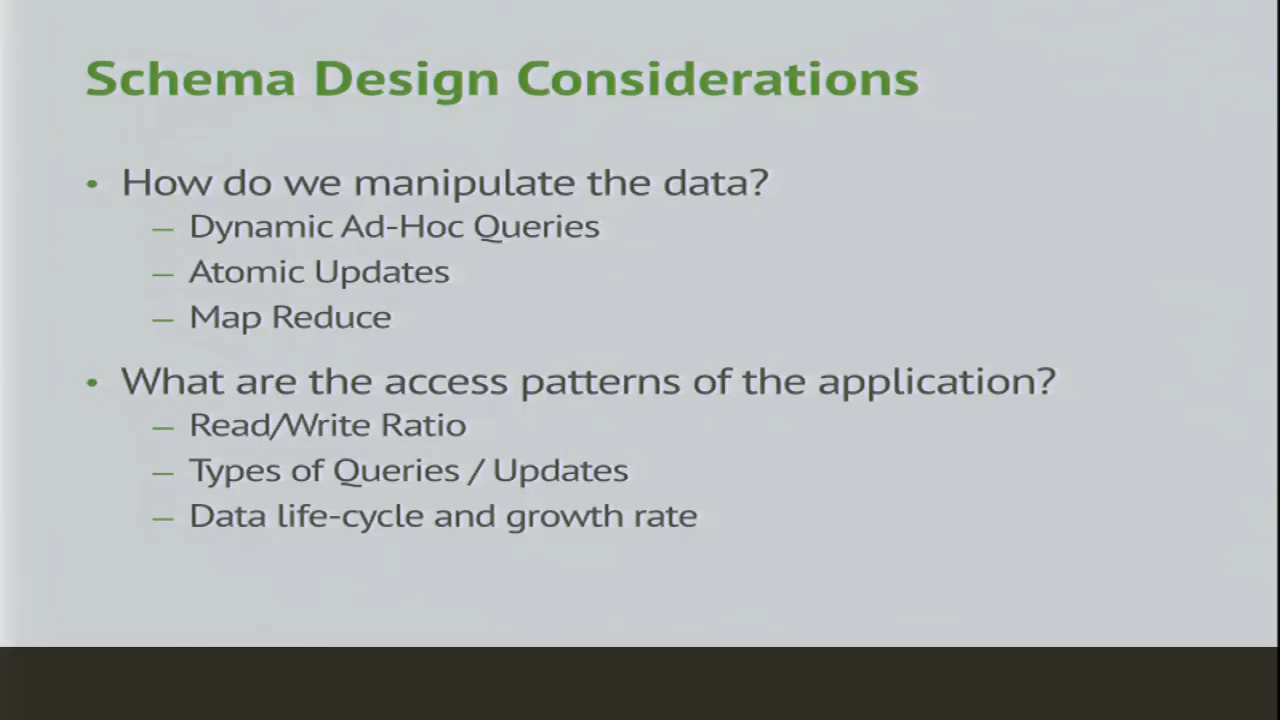 Schema Design Considerations
• How do we manipulate the data?
– Dynamic Ad-Hoc Queries
– Atomic Updates
– Map Reduce
• What are the access patterns of the application?
– Read/Write Ratio
– Types of Queries / Updates
– Data life-cycle and growth rate